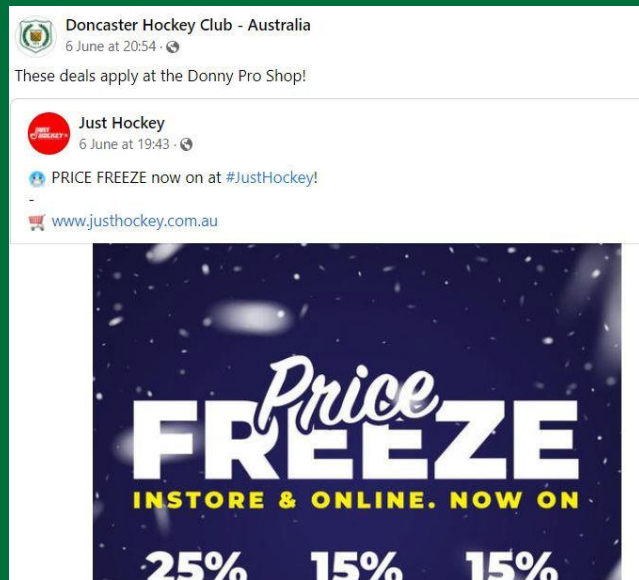 Doncaster Hockey Club - Australia
6 June at 20:54 ·
These deals apply at the Donny Pro Shop!
JUST HOCKEY
Just Hockey
6 June at 19:43 ·
PRICE FREEZE now on at #JustHockey!
-
www.justhockey.com.au
Price
FREEZE
INSTORE & ONLINE. NOW ON
25% 15% 15%